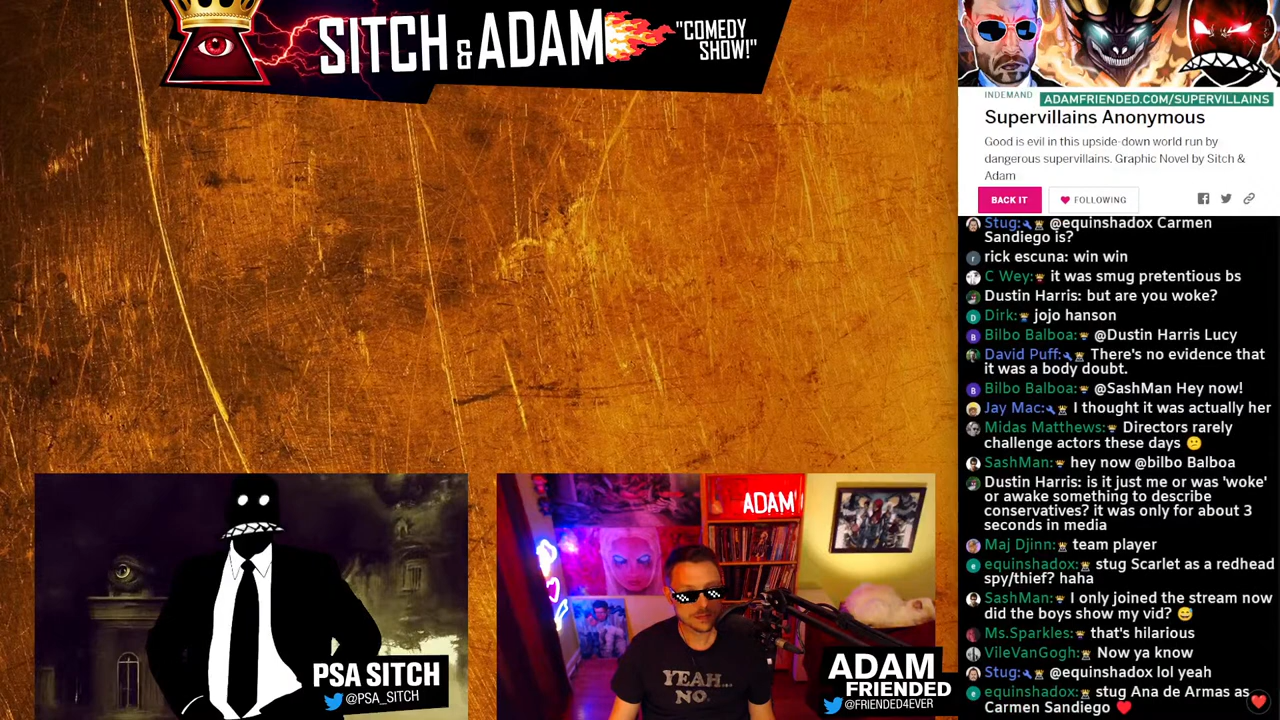 SITCH & ADAM
"COMEDY
SHOW!"
INDEMAND
ADAMFRIENDED.COM/SUPERVILLAINS
Supervillains Anonymous
Good is evil in this upside-down world run by
dangerous supervillains. Graphic Novel by Sitch &
Adam
BACK IT
FOLLOWING
Stug: @equinshadox Carmen
Sandiego is?
rick escuna: win win
C Wey: it was smug pretentious bs
Dustin Harris: but are you woke?
Dirk: jojo hanson
Bilbo Balboa: @Dustin Harris Lucy
David Puff: There's no evidence that
it was a body doubt.
Bilbo Balboa: @SashMan Hey now!
Jay Mac: I thought it was actually her
Midas Matthews: Directors rarely
challenge actors these days 😕
SashMan: hey now @bilbo Balboa
Dustin Harris: is it just me or was 'woke'
or awake something to describe
conservatives? it was only for about 3
seconds in media
Maj Djinn: team player
equinshadox: stug Scarlet as a redhead
spy/thief? haha
SashMan: I only joined the stream now
did the boys show my vid? 😅
Ms.Sparkles: that's hilarious
VileVanGogh: Now ya know
Stug: @equinshadox lol yeah
equinshadox: stug Ana de Armas as
Carmen Sandiego ♥
PSA SITCH
@PSA_SITCH
ADAM
YEAH...
NO.
ADAM
FRIENDED
@FRIENDED4EVER